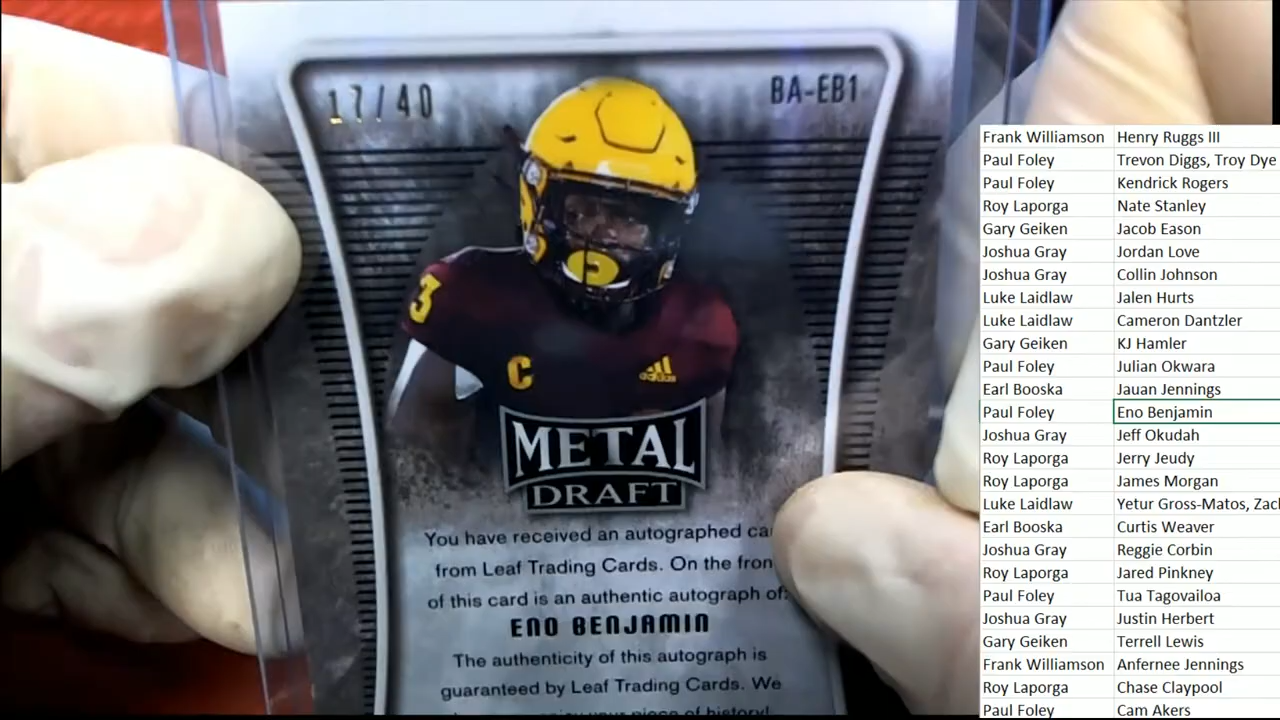 17/40
BA-EB1
3
C
adidas
METAL
DRAFT
You have received an autographed ca
from Leaf Trading Cards. On the fron
of this card is an authentic autograph of:
ENO BENJAMIN
The authenticity of this autograph is
guaranteed by Leaf Trading Cards. We
Frank Williamson Henry Ruggs III
Paul Foley Trevon Diggs, Troy Dye
Paul Foley Kendrick Rogers
Roy Laporga Nate Stanley
Gary Geiken Jacob Eason
Joshua Gray Jordan Love
Joshua Gray Collin Johnson
Luke Laidlaw Jalen Hurts
Luke Laidlaw Cameron Dantzler
Gary Geiken KJ Hamler
Paul Foley Julian Okwara
Earl Booska Jauan Jennings
Paul Foley Eno Benjamin
Joshua Gray Jeff Okudah
Roy Laporga Jerry Jeudy
Roy Laporga James Morgan
Luke Laidlaw Yetur Gross-Matos, Zac
Earl Booska Curtis Weaver
Joshua Gray Reggie Corbin
Roy Laporga Jared Pinkney
Paul Foley Tua Tagovailoa
Joshua Gray Justin Herbert
Gary Geiken Terrell Lewis
Frank Williamson Anfernee Jennings
Roy Laporga Chase Claypool
Paul Foley Cam Akers